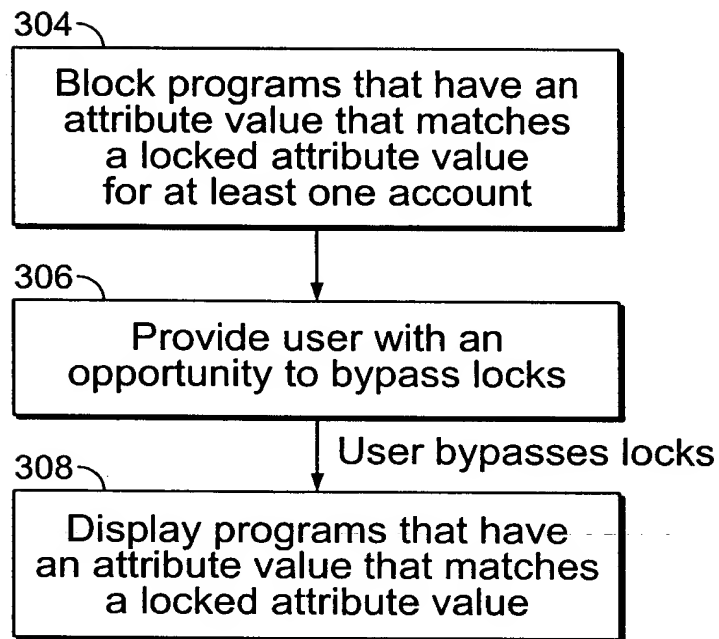 304
Block programs that have an
attribute value that matches
a locked attribute value
for at least one account
306
Provide user with an
opportunity to bypass locks
User bypasses locks
308
Display programs that have
an attribute value that matches
a locked attribute value